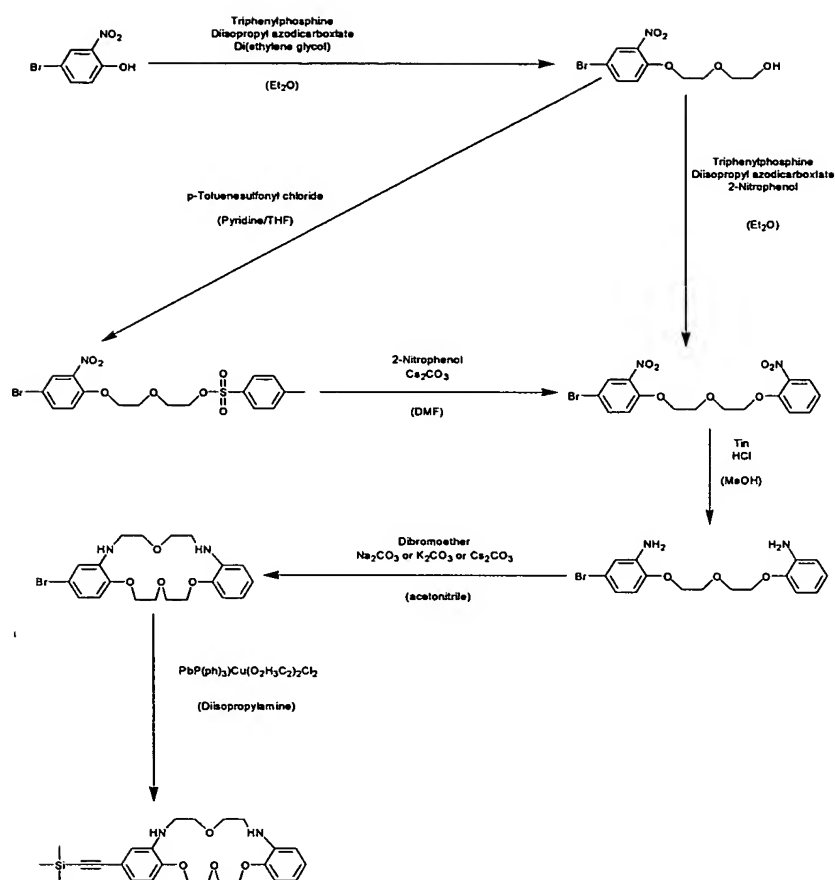 Triphenylphosphine
Diisopropyl azodicarboxtate
Di(ethylene glycol)
(Et2O)
NO2
Br
OH
NO2
Br
O
O
OH
p-Toluenesulfonyl chloride
(Pyridine/THF)
Triphenylphosphine
Diisopropyl azodicarboxtate
2-Nitrophenol
(Et2O)
NO2
Br
O
O
O
O
S
O
2-Nitrophenol
Cs2CO3
(DMF)
NO2
O2N
Br
O
O
O
Tin
HCl
(MeOH)
HN
O
HN
Br
O
O
O
Dibromoether
Na2CO3 or K2CO3 or Cs2CO3
(acetonitrile)
NH2
H2N
Br
O
O
O
PbP(ph)3)Cu(O2H3C2)2Cl2
(Diisopropylamine)
HN
O
HN
Si
O
O
O